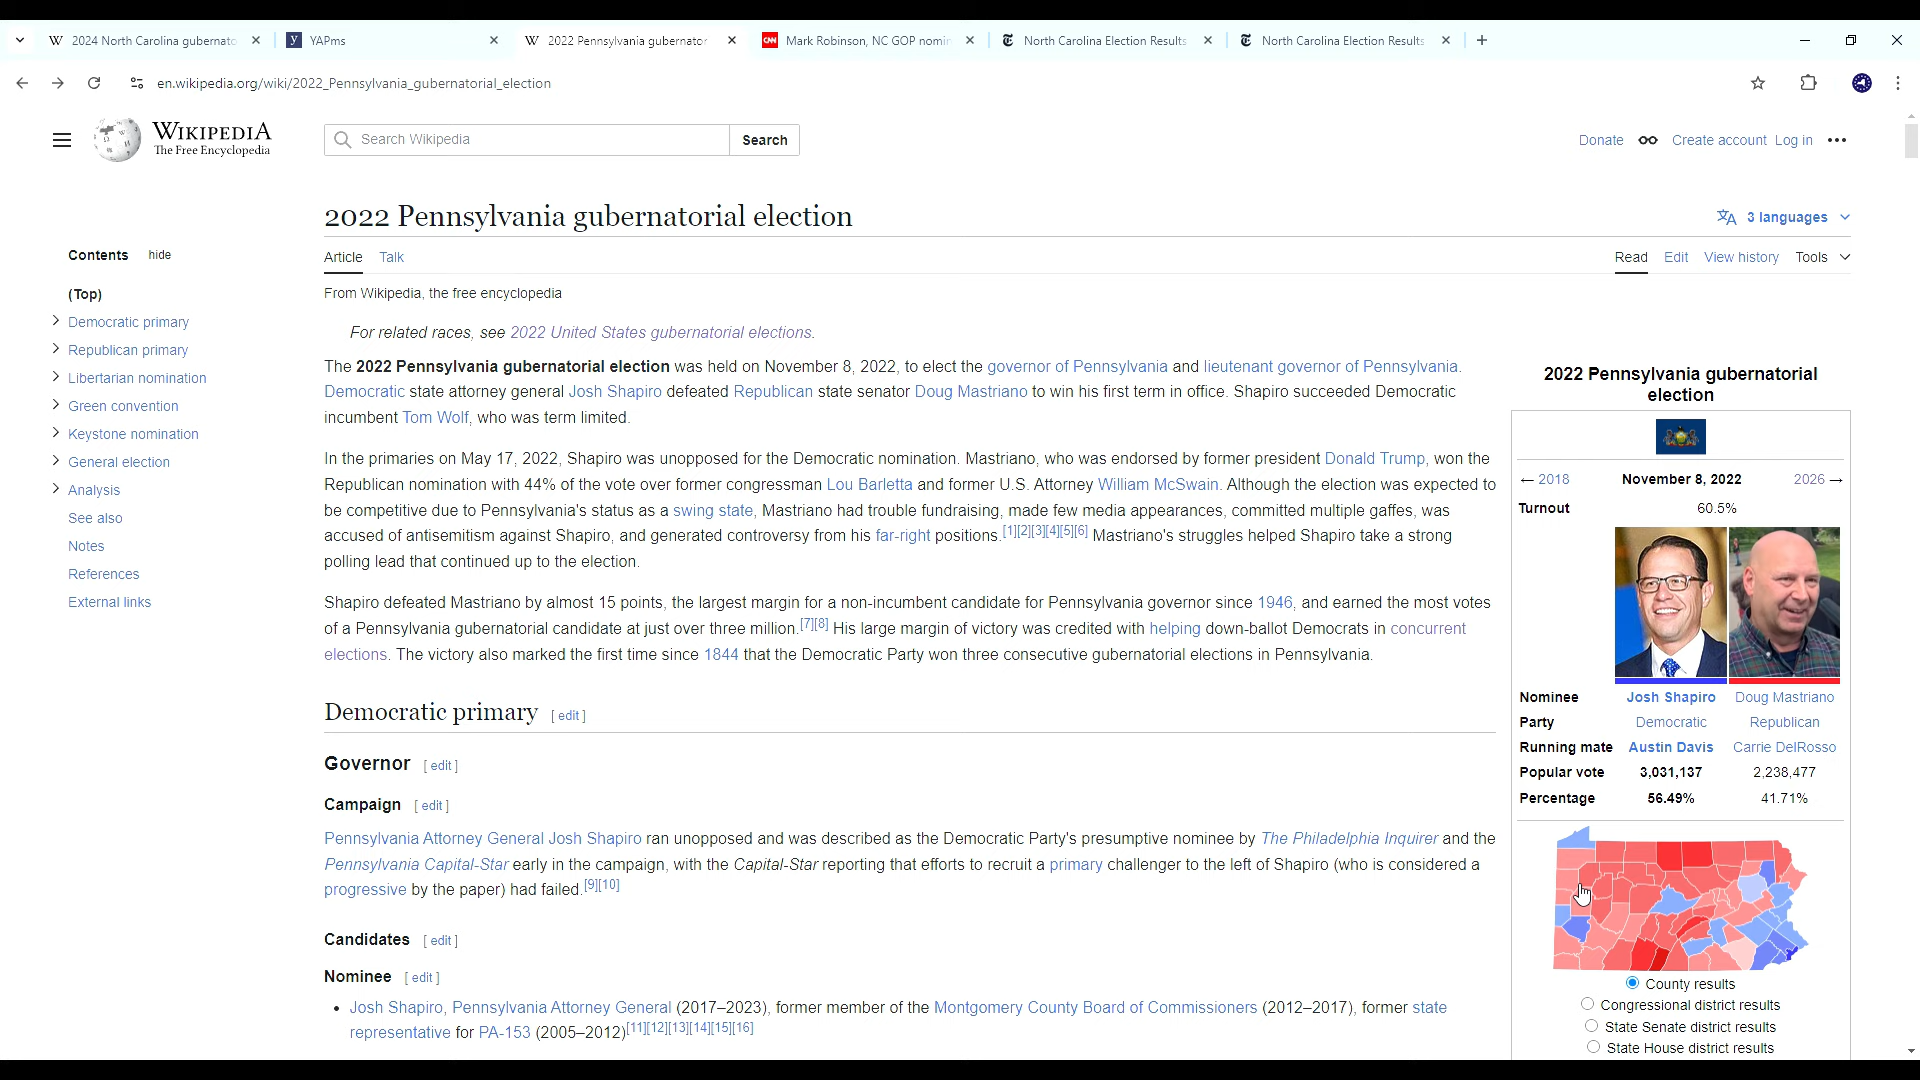 2024 North Carolina gubernato
YAPms
2022 Pennsylvania gubernator
Mark Robinson, NC GOP nomin
North Carolina Election Results
North Carolina Election Results
en.wikipedia.org/wiki/2022_Pennsylvania_gubernatorial_election
WIKIPEDIA
The Free Encyclopedia
Search Wikipedia
Search
Donate
Create account
Log in
2022 Pennsylvania gubernatorial election
3 languages
Contents hide
Article Talk
Read Edit View history Tools
(Top)
Democratic primary
Republican primary
Libertarian nomination
Green convention
Keystone nomination
General election
Analysis
See also
Notes
References
External links
From Wikipedia, the free encyclopedia
For related races, see 2022 United States gubernatorial elections.
The 2022 Pennsylvania gubernatorial election was held on November 8, 2022, to elect the governor of Pennsylvania and lieutenant governor of Pennsylvania.
Democratic state attorney general Josh Shapiro defeated Republican state senator Doug Mastriano to win his first term in office. Shapiro succeeded Democratic
incumbent Tom Wolf, who was term limited.
In the primaries on May 17, 2022, Shapiro was unopposed for the Democratic nomination. Mastriano, who was endorsed by former president Donald Trump, won the
Republican nomination with 44% of the vote over former congressman Lou Barletta and former U.S. Attorney William McSwain. Although the election was expected to
be competitive due to Pennsylvania's status as a swing state, Mastriano had trouble fundraising, made few media appearances, committed multiple gaffes, was
accused of antisemitism against Shapiro, and generated controversy from his far-right positions.[1][2][3][4][5][6] Mastriano's struggles helped Shapiro take a strong
polling lead that continued up to the election.
Shapiro defeated Mastriano by almost 15 points, the largest margin for a non-incumbent candidate for Pennsylvania governor since 1946, and earned the most votes
of a Pennsylvania gubernatorial candidate at just over three million.[7][8] His large margin of victory was credited with helping down-ballot Democrats in concurrent
elections. The victory also marked the first time since 1844 that the Democratic Party won three consecutive gubernatorial elections in Pennsylvania.
Democratic primary [ edit ]
Governor [ edit ]
Campaign [ edit ]
Pennsylvania Attorney General Josh Shapiro ran unopposed and was described as the Democratic Party's presumptive nominee by The Philadelphia Inquirer and the
Pennsylvania Capital-Star early in the campaign, with the Capital-Star reporting that efforts to recruit a primary challenger to the left of Shapiro (who is considered a
progressive by the paper) had failed.[9][10]
Candidates [ edit ]
Nominee [ edit ]
• Josh Shapiro, Pennsylvania Attorney General (2017–2023), former member of the Montgomery County Board of Commissioners (2012–2017), former state
representative for PA-153 (2005–2012)[11][12][13][14][15][16]
2022 Pennsylvania gubernatorial
election
← 2018 November 8, 2022 2026 →
Turnout 60.5%
Nominee Josh Shapiro Doug Mastriano
Party Democratic Republican
Running mate Austin Davis Carrie DelRosso
Popular vote 3,031,137 2,238,477
Percentage 56.49% 41.71%
County results
Congressional district results
State Senate district results
State House district results